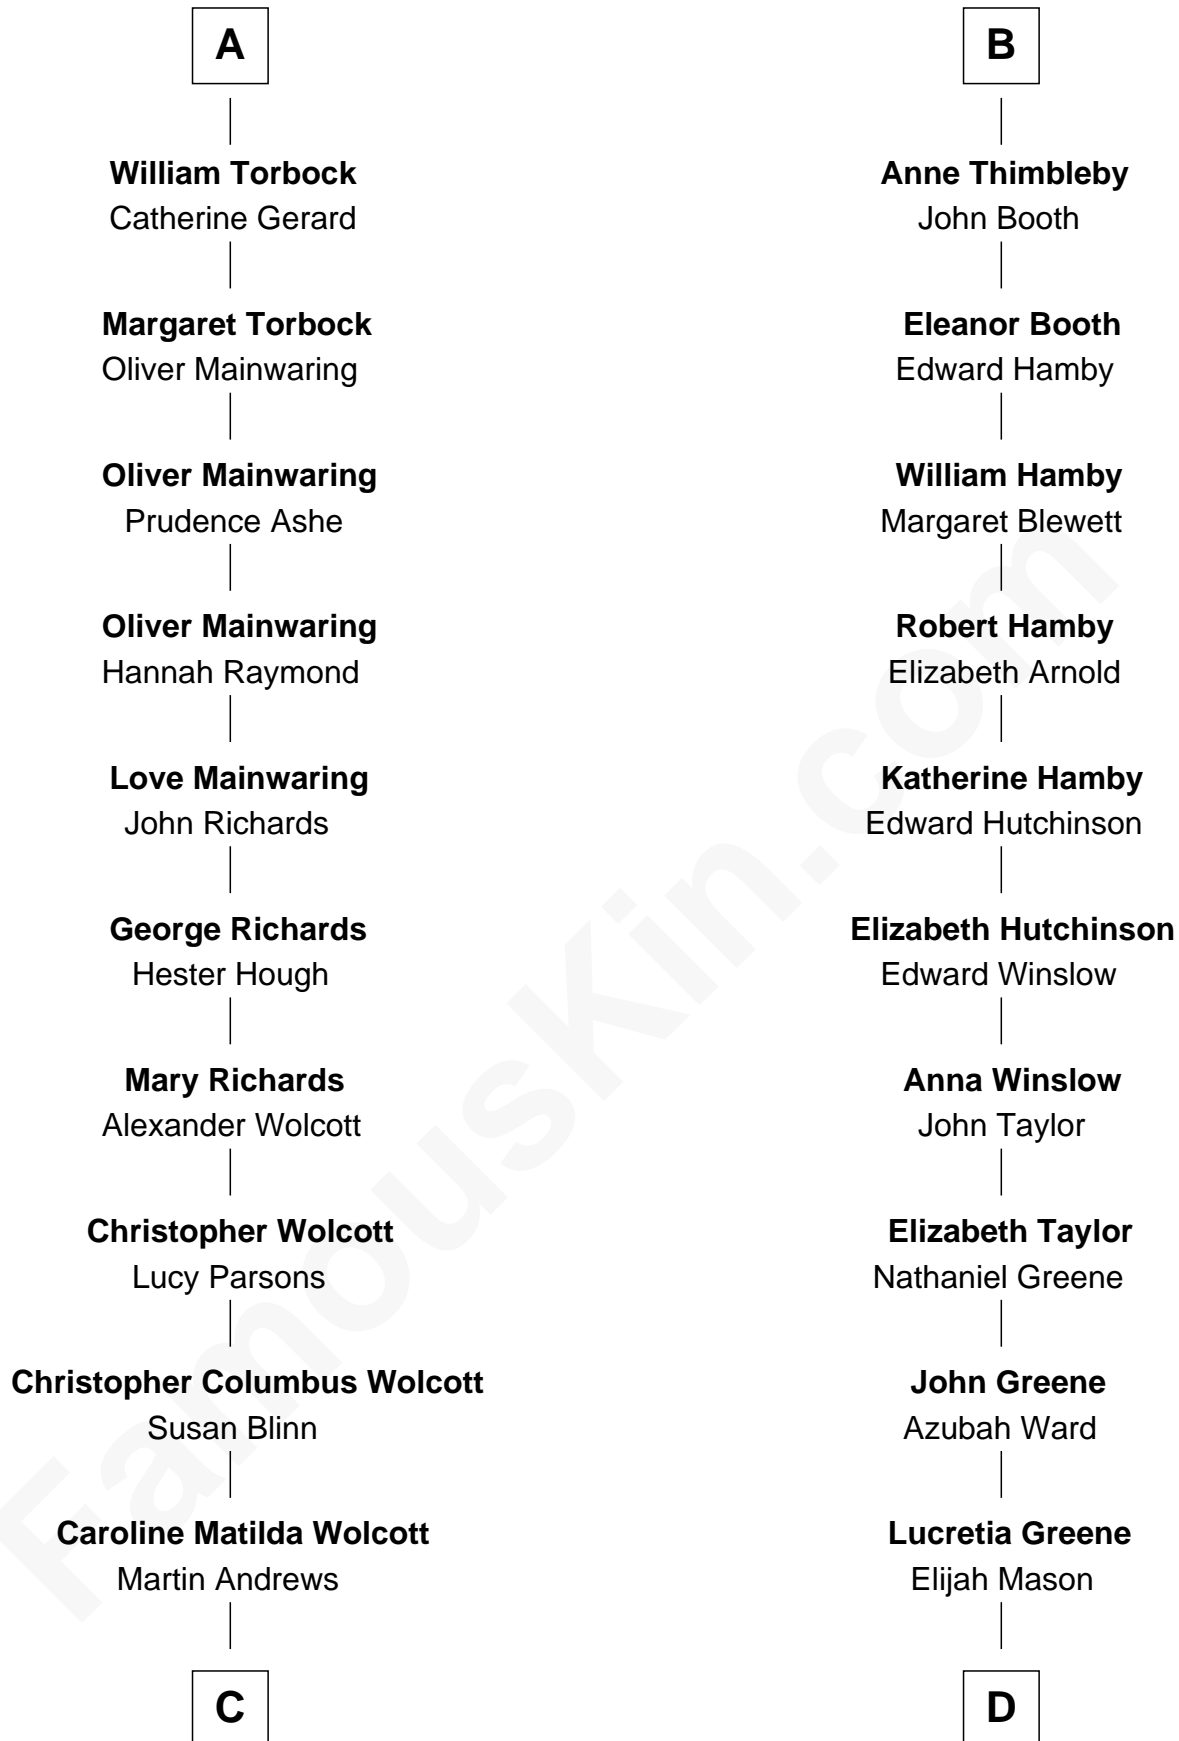 A
William Torbock
Catherine Gerard
Margaret Torbock
Oliver Mainwaring
Oliver Mainwaring
Prudence Ashe
Oliver Mainwaring
Hannah Raymond
Love Mainwaring
John Richards
George Richards
Hester Hough
Mary Richards
Alexander Wolcott
Christopher Wolcott
Lucy Parsons
Christopher Columbus Wolcott
Susan Blinn
Caroline Matilda Wolcott
Martin Andrews
C
B
Anne Thimbleby
John Booth
Eleanor Booth
Edward Hamby
William Hamby
Margaret Blewett
Robert Hamby
Elizabeth Arnold
Katherine Hamby
Edward Hutchinson
Elizabeth Hutchinson
Edward Winslow
Anna Winslow
John Taylor
Elizabeth Taylor
Nathaniel Greene
John Greene
Azubah Ward
Lucretia Greene
Elijah Mason
D
FamousKin.com